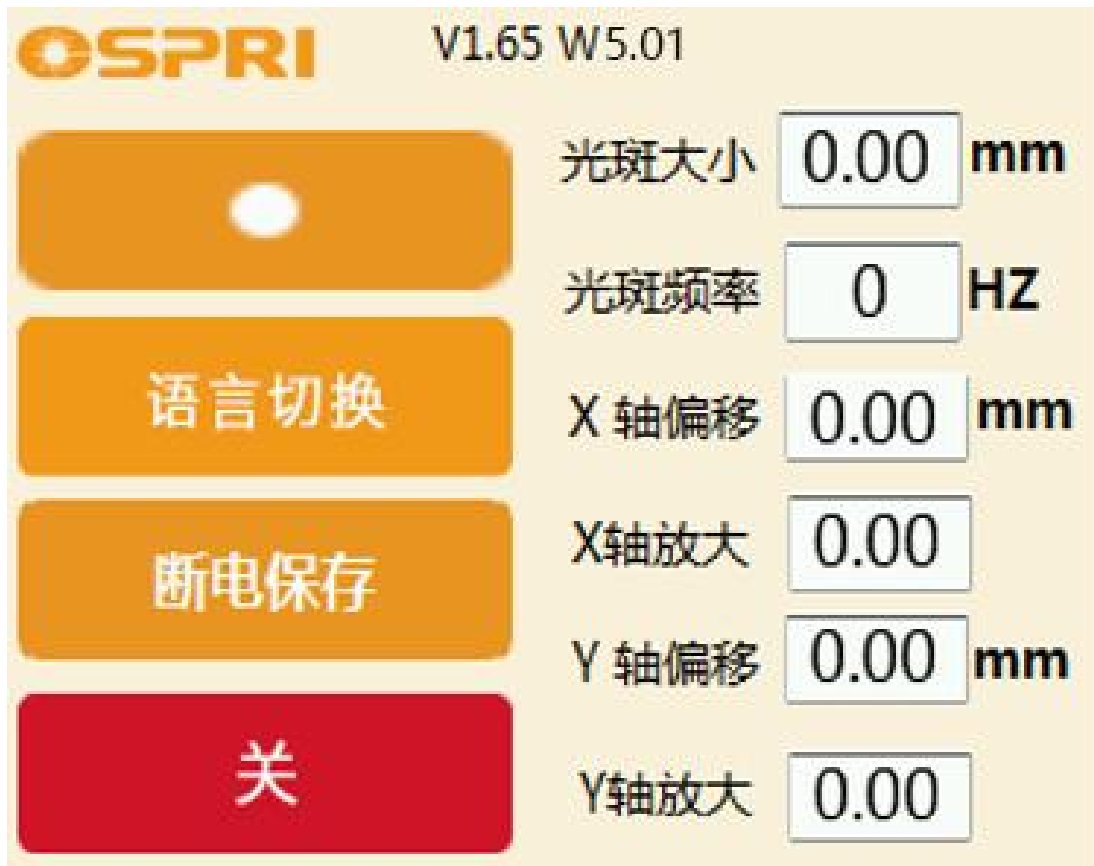 OSPRI V1.65 W5.01
光斑大小 0.00 mm
光斑频率 0 HZ
语言切换
X 轴偏移 0.00 mm
X轴放大 0.00
断电保存
Y 轴偏移 0.00 mm
关
Y轴放大 0.00